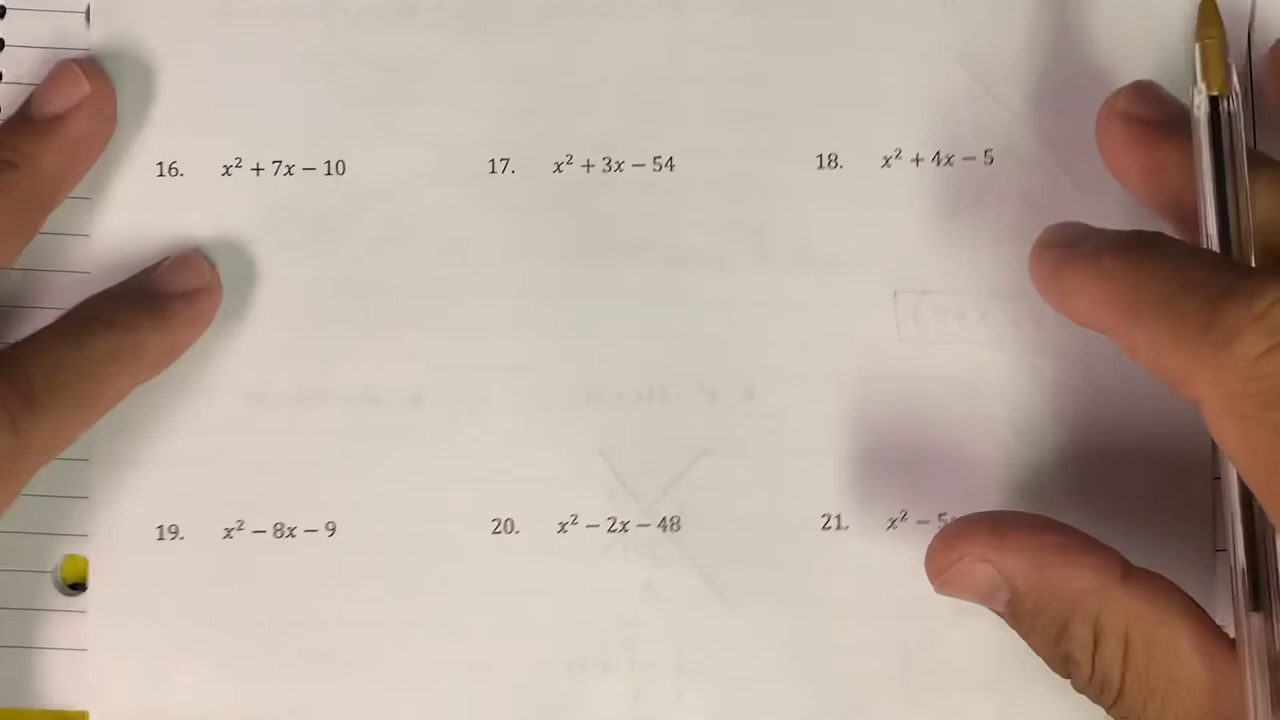 16. x² + 7x − 10
17. x² + 3x − 54
18. x² + 4x − 5
19. x² − 8x − 9
20. x² − 2x − 48
21. x² − 5